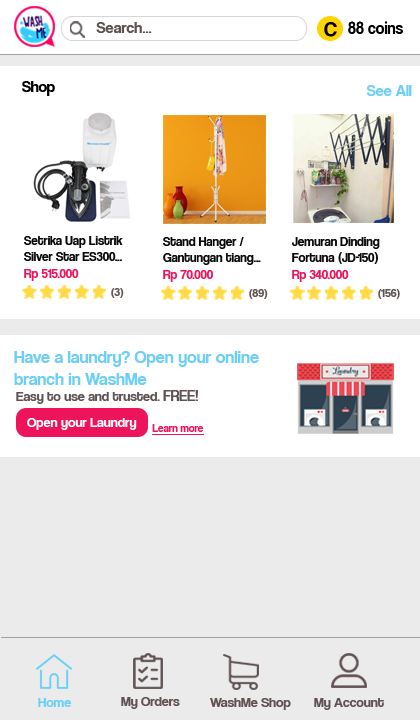 WASH ME
Search...
C 88 coins
Shop
See All
Setrika Uap Listrik
Silver Star ES300...
Rp 515.000
(3)
Stand Hanger /
Gantungan tiang...
Rp 70.000
(89)
Jemuran Dinding
Fortuna (JD-150)
Rp 340.000
(156)
Have a laundry? Open your online
branch in WashMe
Easy to use and trusted. FREE!
Open your Laundry
Learn more
Laundry
Home
My Orders
WashMe Shop
My Account